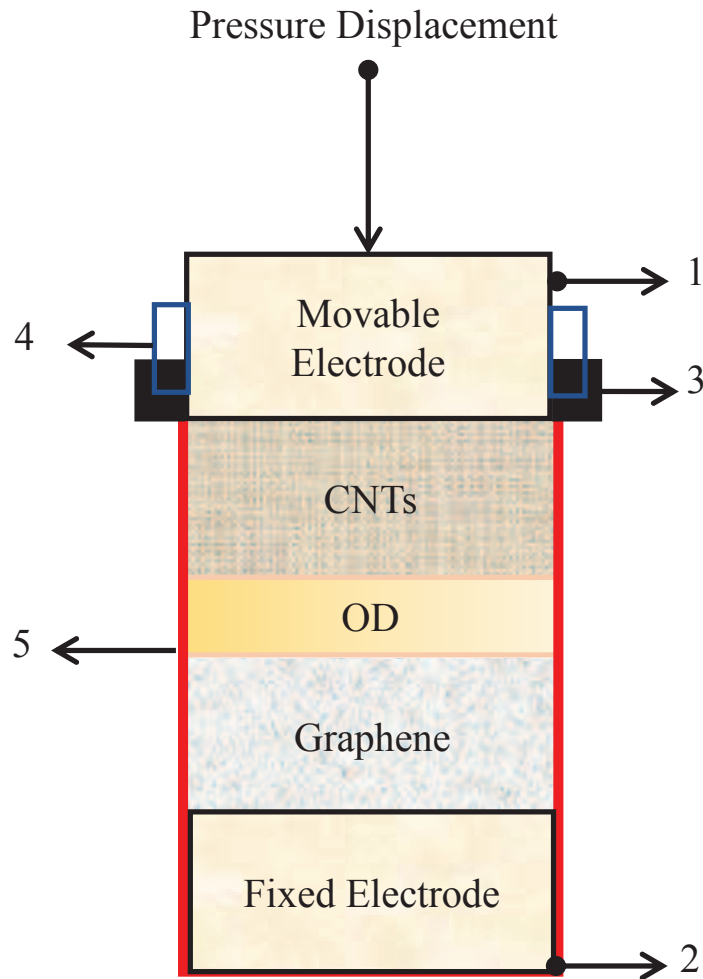 Pressure Displacement
1
Movable
Electrode
4
3
CNTs
OD
5
Graphene
Fixed Electrode
2